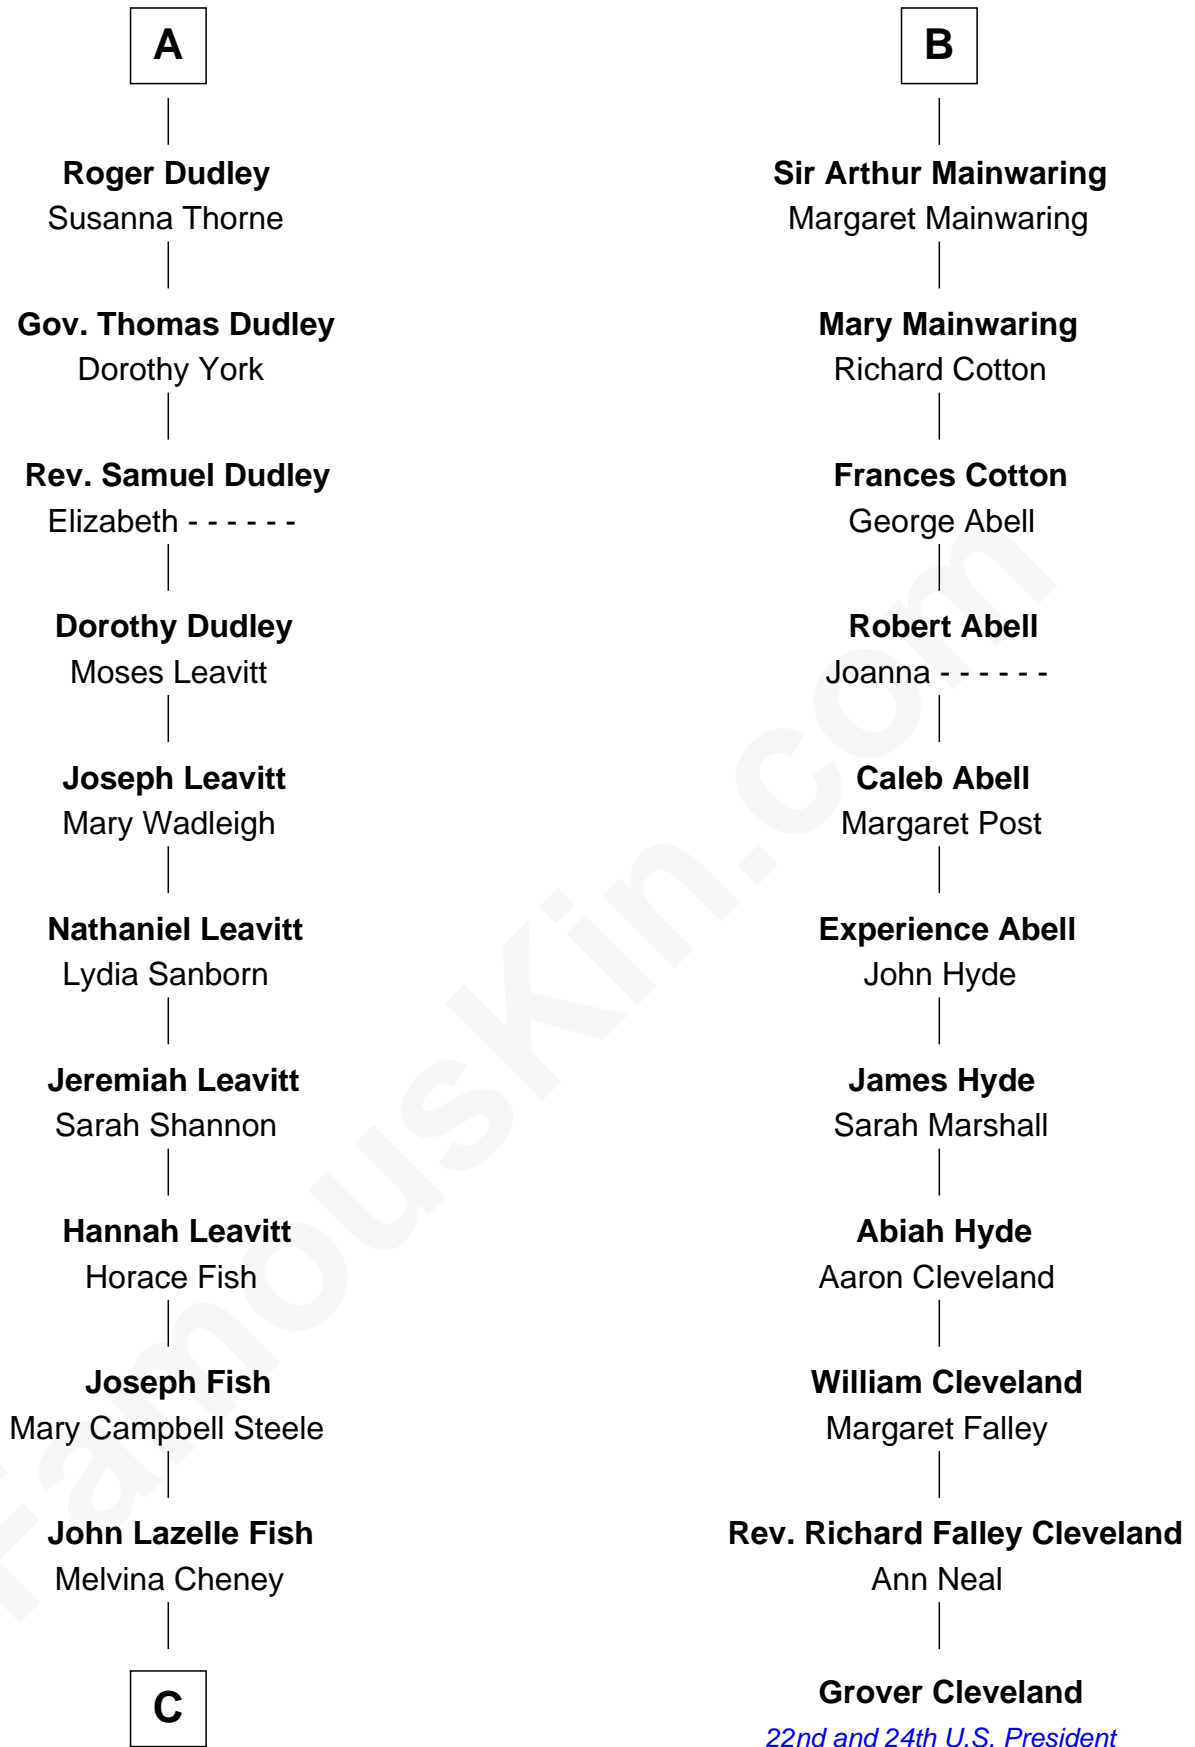 A
Roger Dudley
Susanna Thorne
Gov. Thomas Dudley
Dorothy York
Rev. Samuel Dudley
Elizabeth - - - - - -
Dorothy Dudley
Moses Leavitt
Joseph Leavitt
Mary Wadleigh
Nathaniel Leavitt
Lydia Sanborn
Jeremiah Leavitt
Sarah Shannon
Hannah Leavitt
Horace Fish
Joseph Fish
Mary Campbell Steele
John Lazelle Fish
Melvina Cheney
C
B
Sir Arthur Mainwaring
Margaret Mainwaring
Mary Mainwaring
Richard Cotton
Frances Cotton
George Abell
Robert Abell
Joanna - - - - - -
Caleb Abell
Margaret Post
Experience Abell
John Hyde
James Hyde
Sarah Marshall
Abiah Hyde
Aaron Cleveland
William Cleveland
Margaret Falley
Rev. Richard Falley Cleveland
Ann Neal
Grover Cleveland
22nd and 24th U.S. President
FamousKin.com